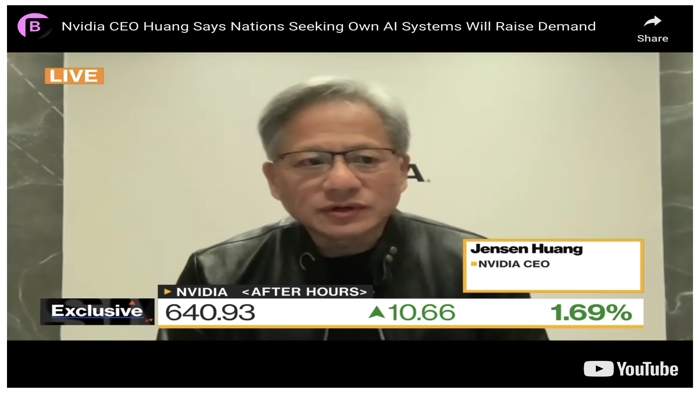 B
Nvidia CEO Huang Says Nations Seeking Own AI Systems Will Raise Demand
Share
LIVE
A.
Jensen Huang
NVIDIA CEO
NVIDIA <AFTER HOURS>
Exclusive
640.93 10.66 1.69%
YouTube